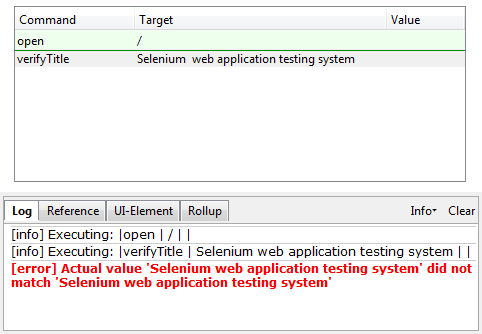 Command Target Value
open /
verifyTitle Selenium  web application testing system
Log Reference UI-Element Rollup Info Clear
[info] Executing: |open | / | |
[info] Executing: |verifyTitle | Selenium web application testing system | |
[error] Actual value 'Selenium web application testing system' did not
match 'Selenium web application testing system'